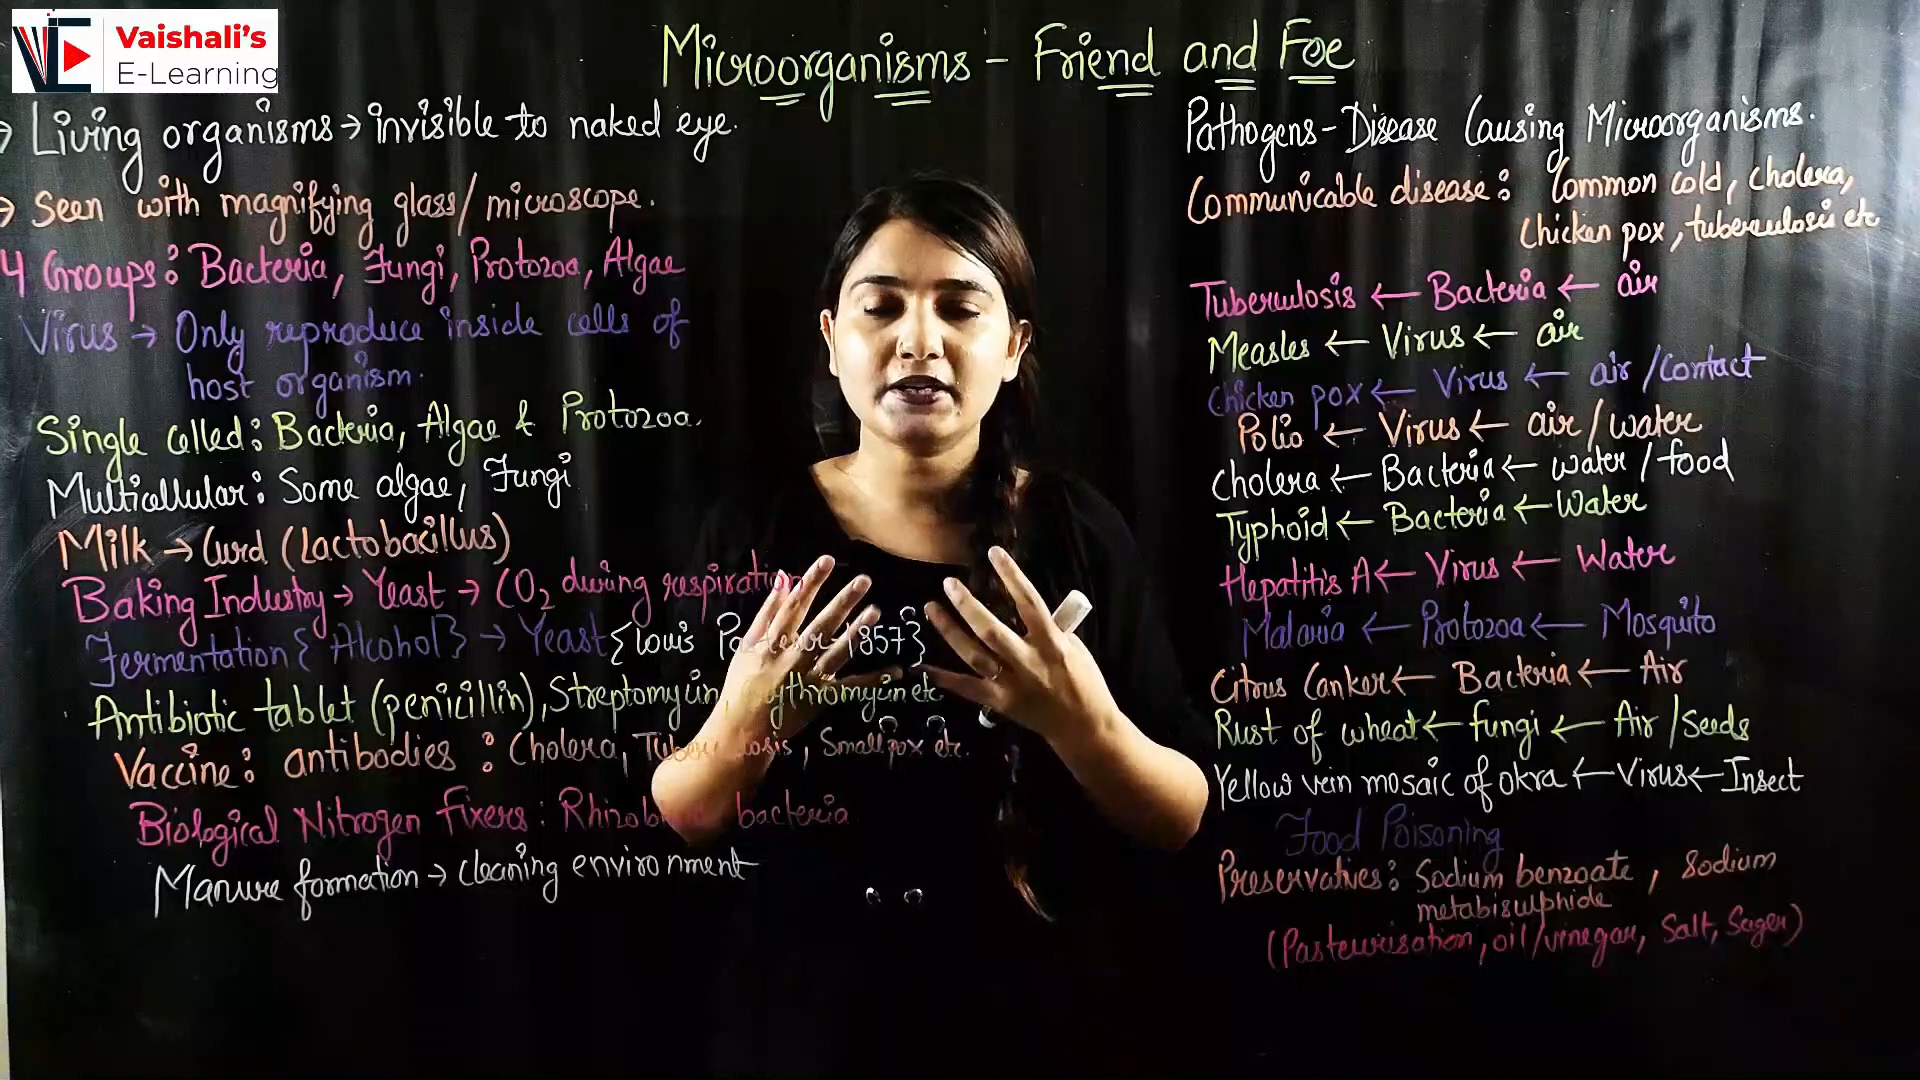 Vaishali's
E-Learning
Microorganisms - Friend and Foe
→ Living organisms → invisible to naked eye.
→ Seen with magnifying glass/microscope.
4 Groups: Bacteria, Fungi, Protozoa, Algae
Virus → Only reproduce inside cells of
host organism.
Single celled: Bacteria, Algae & Protozoa.
Multicellular: Some algae, Fungi
Milk → Curd (Lactobacillus)
Baking Industry → Yeast → CO2 during respiration
Fermentation {Alcohol} → Yeast {Louis Pasteur-1857}
Antibiotic tablet (penicillin), Streptomycin, erythromycin etc
Vaccine: antibodies: Cholera, Tuberculosis, Smallpox etc.
Biological Nitrogen Fixers: Rhizobium bacteria
Manure formation → cleaning environment
Pathogens - Disease Causing Microorganisms.
Communicable disease: Common cold, cholera,
Chicken pox, tuberculosis etc
Tuberculosis ← Bacteria ← air
Measles ← Virus ← air
Chicken pox ← Virus ← air/Contact
Polio ← Virus ← air/water
Cholera ← Bacteria ← water/food
Typhoid ← Bacteria ← Water
Hepatitis A ← Virus ← Water
Malaria ← Protozoa ← Mosquito
Citrus Canker ← Bacteria ← Air
Rust of wheat ← fungi ← Air/Seeds
Yellow vein mosaic of okra ← Virus ← Insect
Food Poisoning
Preservatives: Sodium benzoate, Sodium
metabisulphide
(Pasteurisation, oil/vinegar, Salt, Suger)